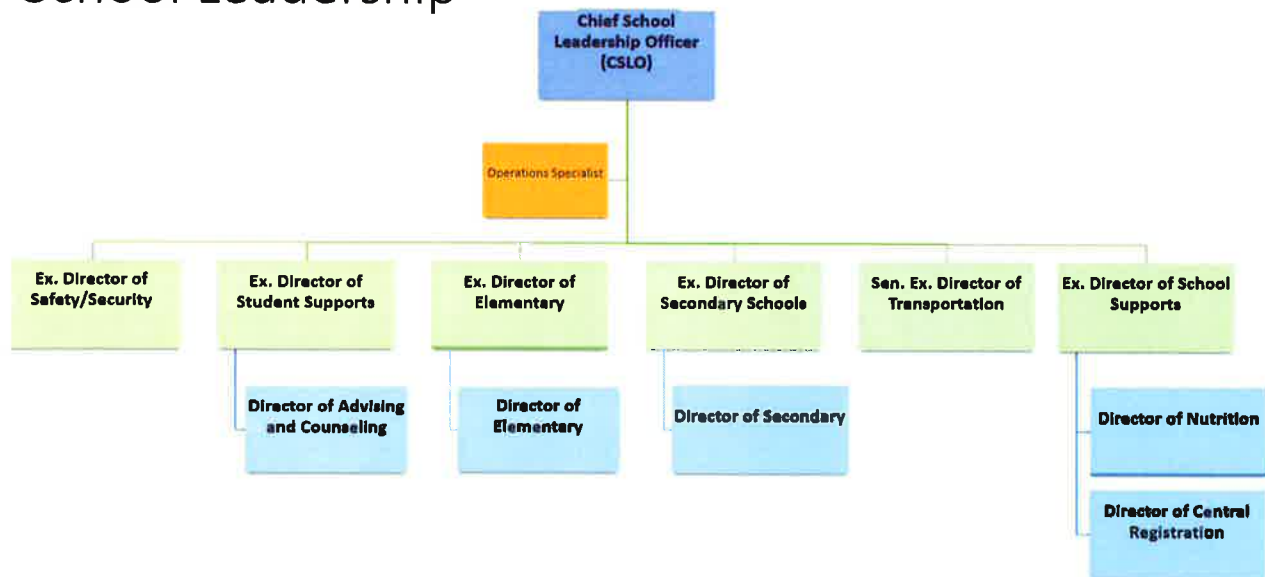 School Leadership
Chief School
Leadership Officer
(CSLO)
Operations Specialist
Ex. Director of
Safety/Security
Ex. Director of
Student Supports
Ex. Director of
Elementary
Ex. Director of
Secondary Schools
Sen. Ex. Director of
Transportation
Ex. Director of School
Supports
Director of Advising
and Counseling
Director of
Elementary
Director of Secondary
Director of Nutrition
Director of Central
Registration